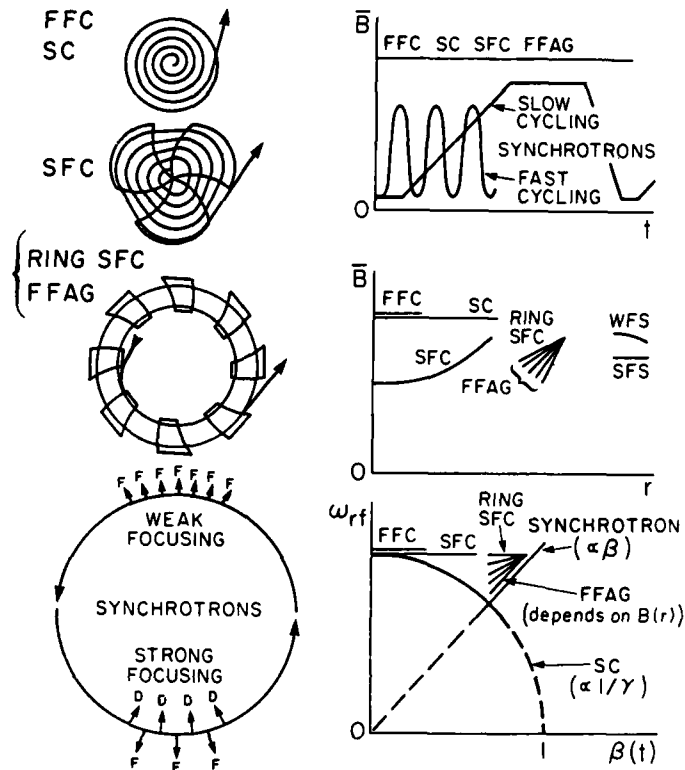 FFC
SC
SFC
RING SFC
FFAG
F F F F F F F
WEAK
FOCUSING
SYNCHROTRONS
STRONG
FOCUSING
D D D D
F F F
B̅
FFC SC SFC FFAG
SLOW
CYCLING
SYNCHROTRONS
FAST
CYCLING
O
t
B̅
FFC
SC
RING
SFC
WFS
SFC
FFAG
S̅F̅S̅
O
r
ω_rf
RING
SFC
FFC
SFC
SYNCHROTRON
(∝β)
FFAG
(depends on B(r))
SC
(∝ 1/γ)
O
1
β(t)